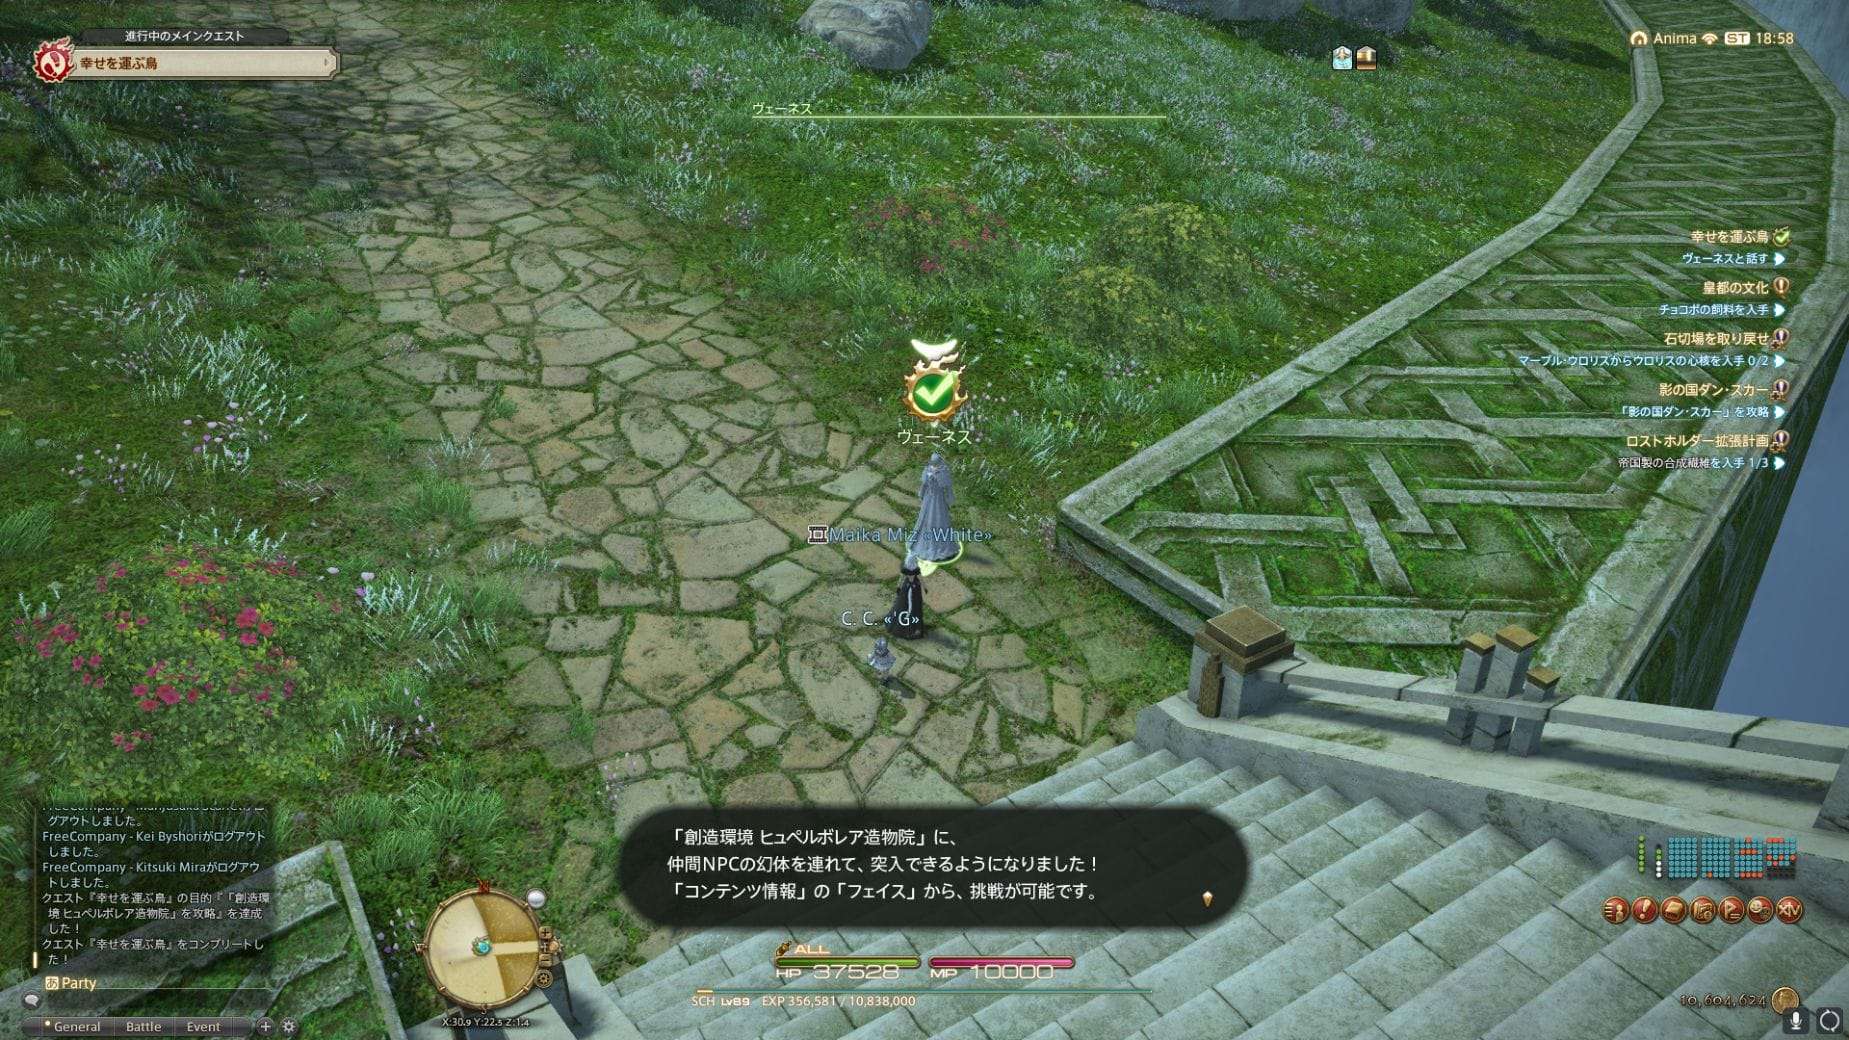 進行中のメインクエスト
幸せを運ぶ鳥
Anima ST 18:58
ヴェーネス
幸せを運ぶ鳥
ヴェーネスと話す
皇都の文化
チョコボの飼料を入手
石切場を取り戻せ
マーブル・ウロリスからウロリスの心核を入手 0/2
影の国ダン・スカー
「影の国ダン・スカー」を攻略
ロストホルダー拡張計画
帝国製の合成繊維を入手 1/3
ヴェーネス
Maika Miz «White»
C. C. «'G»
グアウトしました。
FreeCompany - Kei Byshoriがログアウト
しました。
FreeCompany - Kitsuki Miraがログアウ
トしました。
クエスト『幸せを運ぶ鳥』の目的『「創造環
境 ヒュペルボレア造物院」を攻略』を達成
した！
クエスト『幸せを運ぶ鳥』をコンプリートし
た！
あ Party
General Battle Event
「創造環境 ヒュペルボレア造物院」に、
仲間NPCの幻体を連れて、突入できるようになりました！
「コンテンツ情報」の「フェイス」から、挑戦が可能です。
X:30.9 Y:22.5 Z:1.4
ALL
HP 37528 MP 10000
SCH Lv89 EXP 356,581 / 10,838,000
XIV
10,604,624